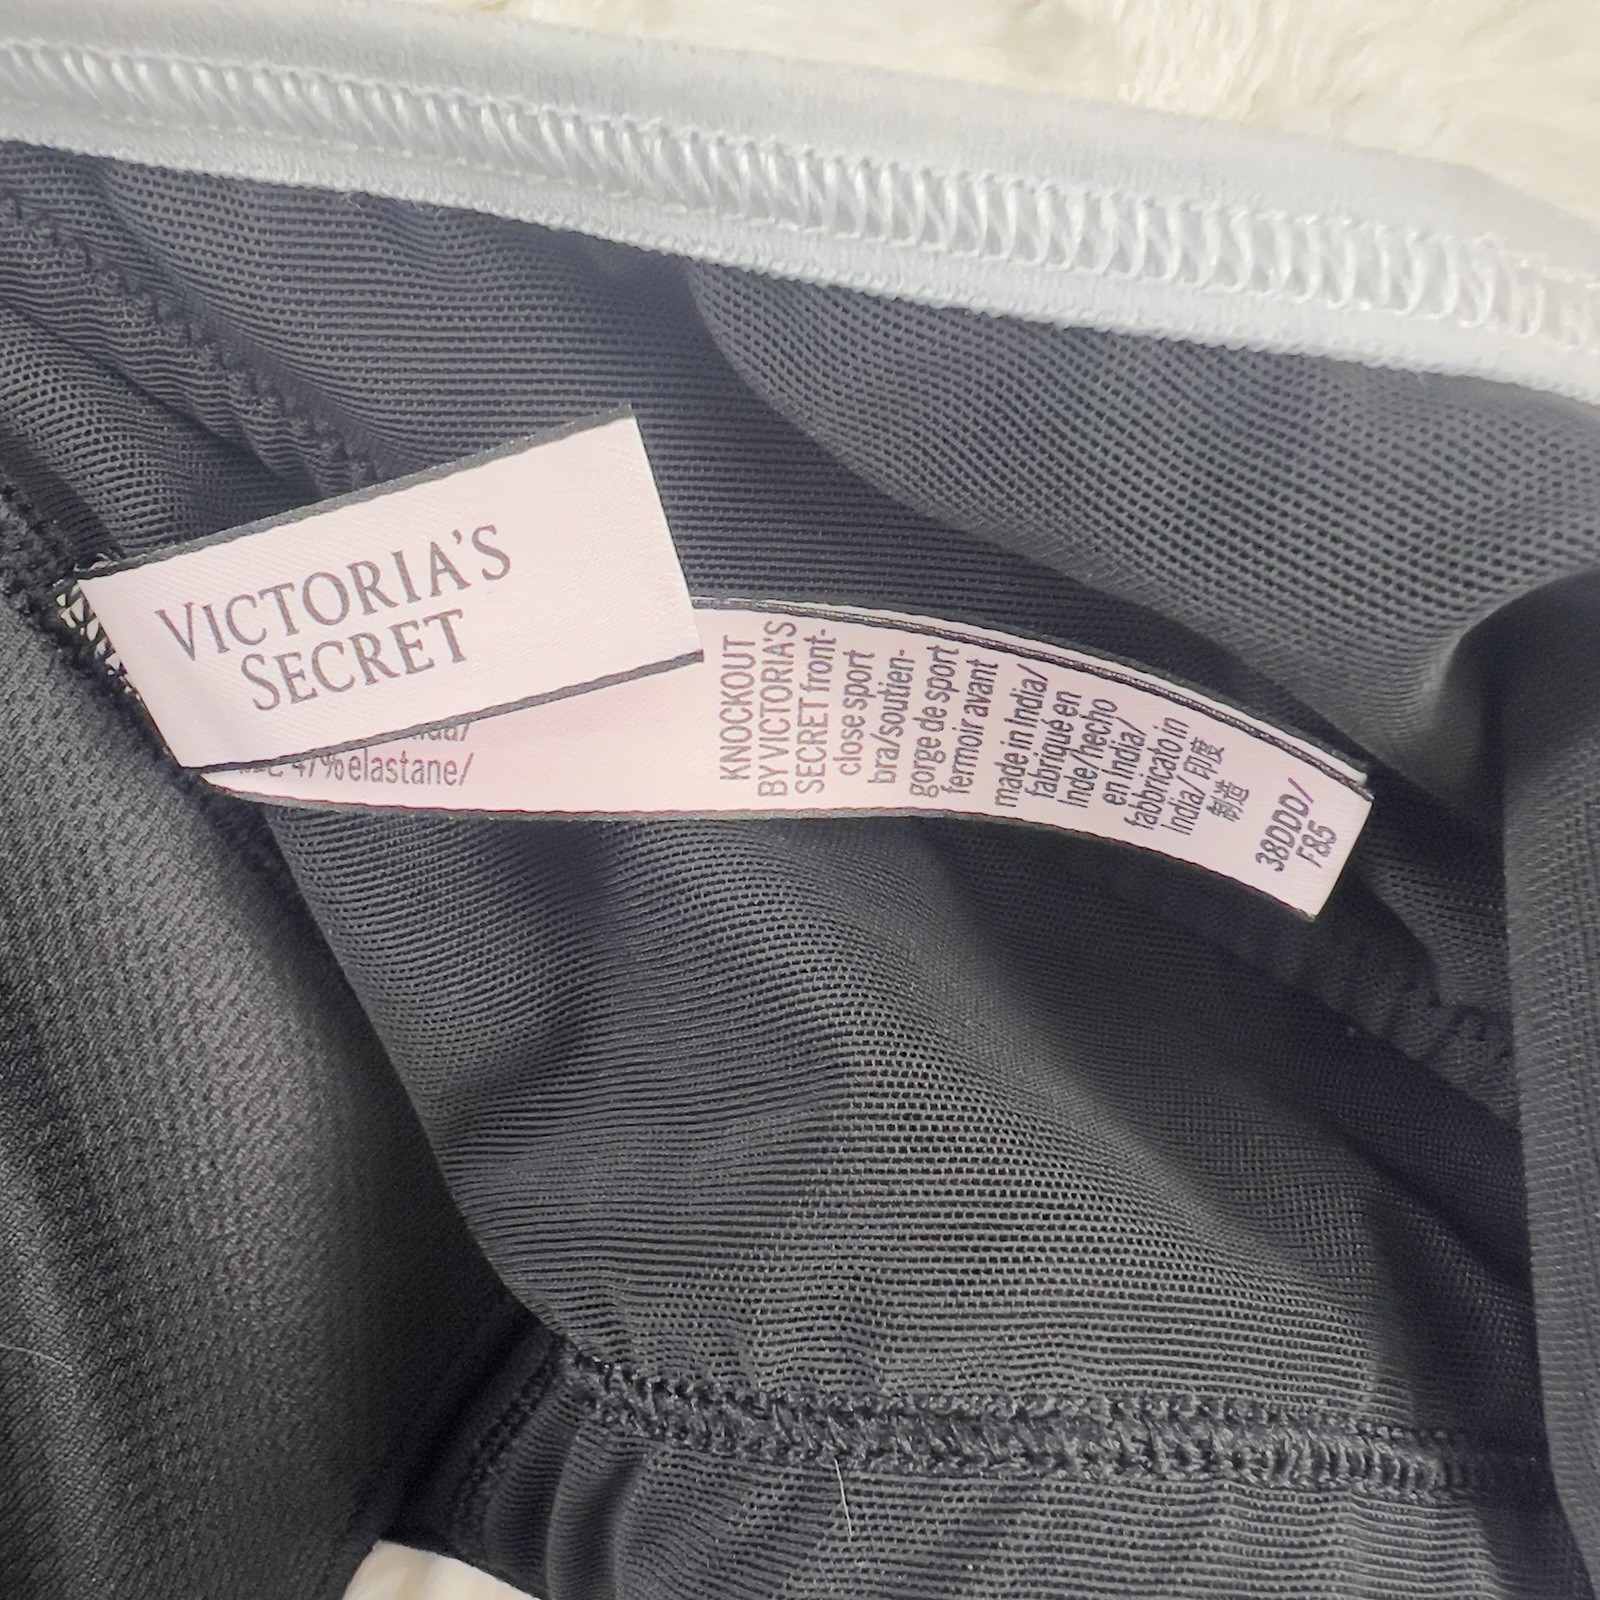 VICTORIA'S
SECRET
47% elastane/
KNOCKOUT
BY VICTORIA'S
SECRET front-
close sport
bra/soutien-
gorge de sport
fermoir avant
made in India/
fabriqué en
Inde/hecho
en India/
fabbricato in
India/ 印度
制造
38DDD/
F85